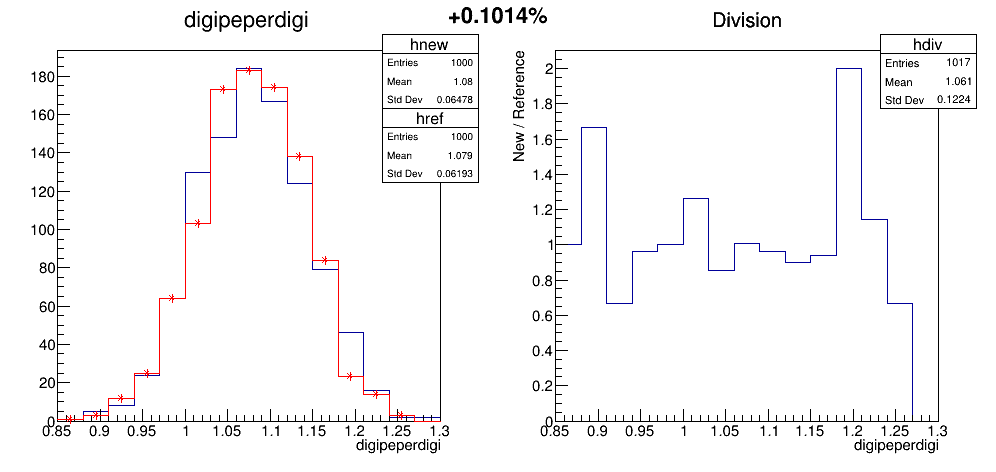 +0.1014%
digipeperdigi
hnew
Entries 1000
Mean 1.08
Std Dev 0.06478
href
Entries 1000
Mean 1.079
Std Dev 0.06193
180
160
140
120
100
80
60
40
20
0
0.85 0.9 0.95 1 1.05 1.1 1.15 1.2 1.25 1.3
digipeperdigi
Division
hdiv
Entries 1017
Mean 1.061
Std Dev 0.1224
New / Reference
2
1.8
1.6
1.4
1.2
1
0.8
0.6
0.4
0.2
0
0.85 0.9 0.95 1 1.05 1.1 1.15 1.2 1.25 1.3
digipeperdigi